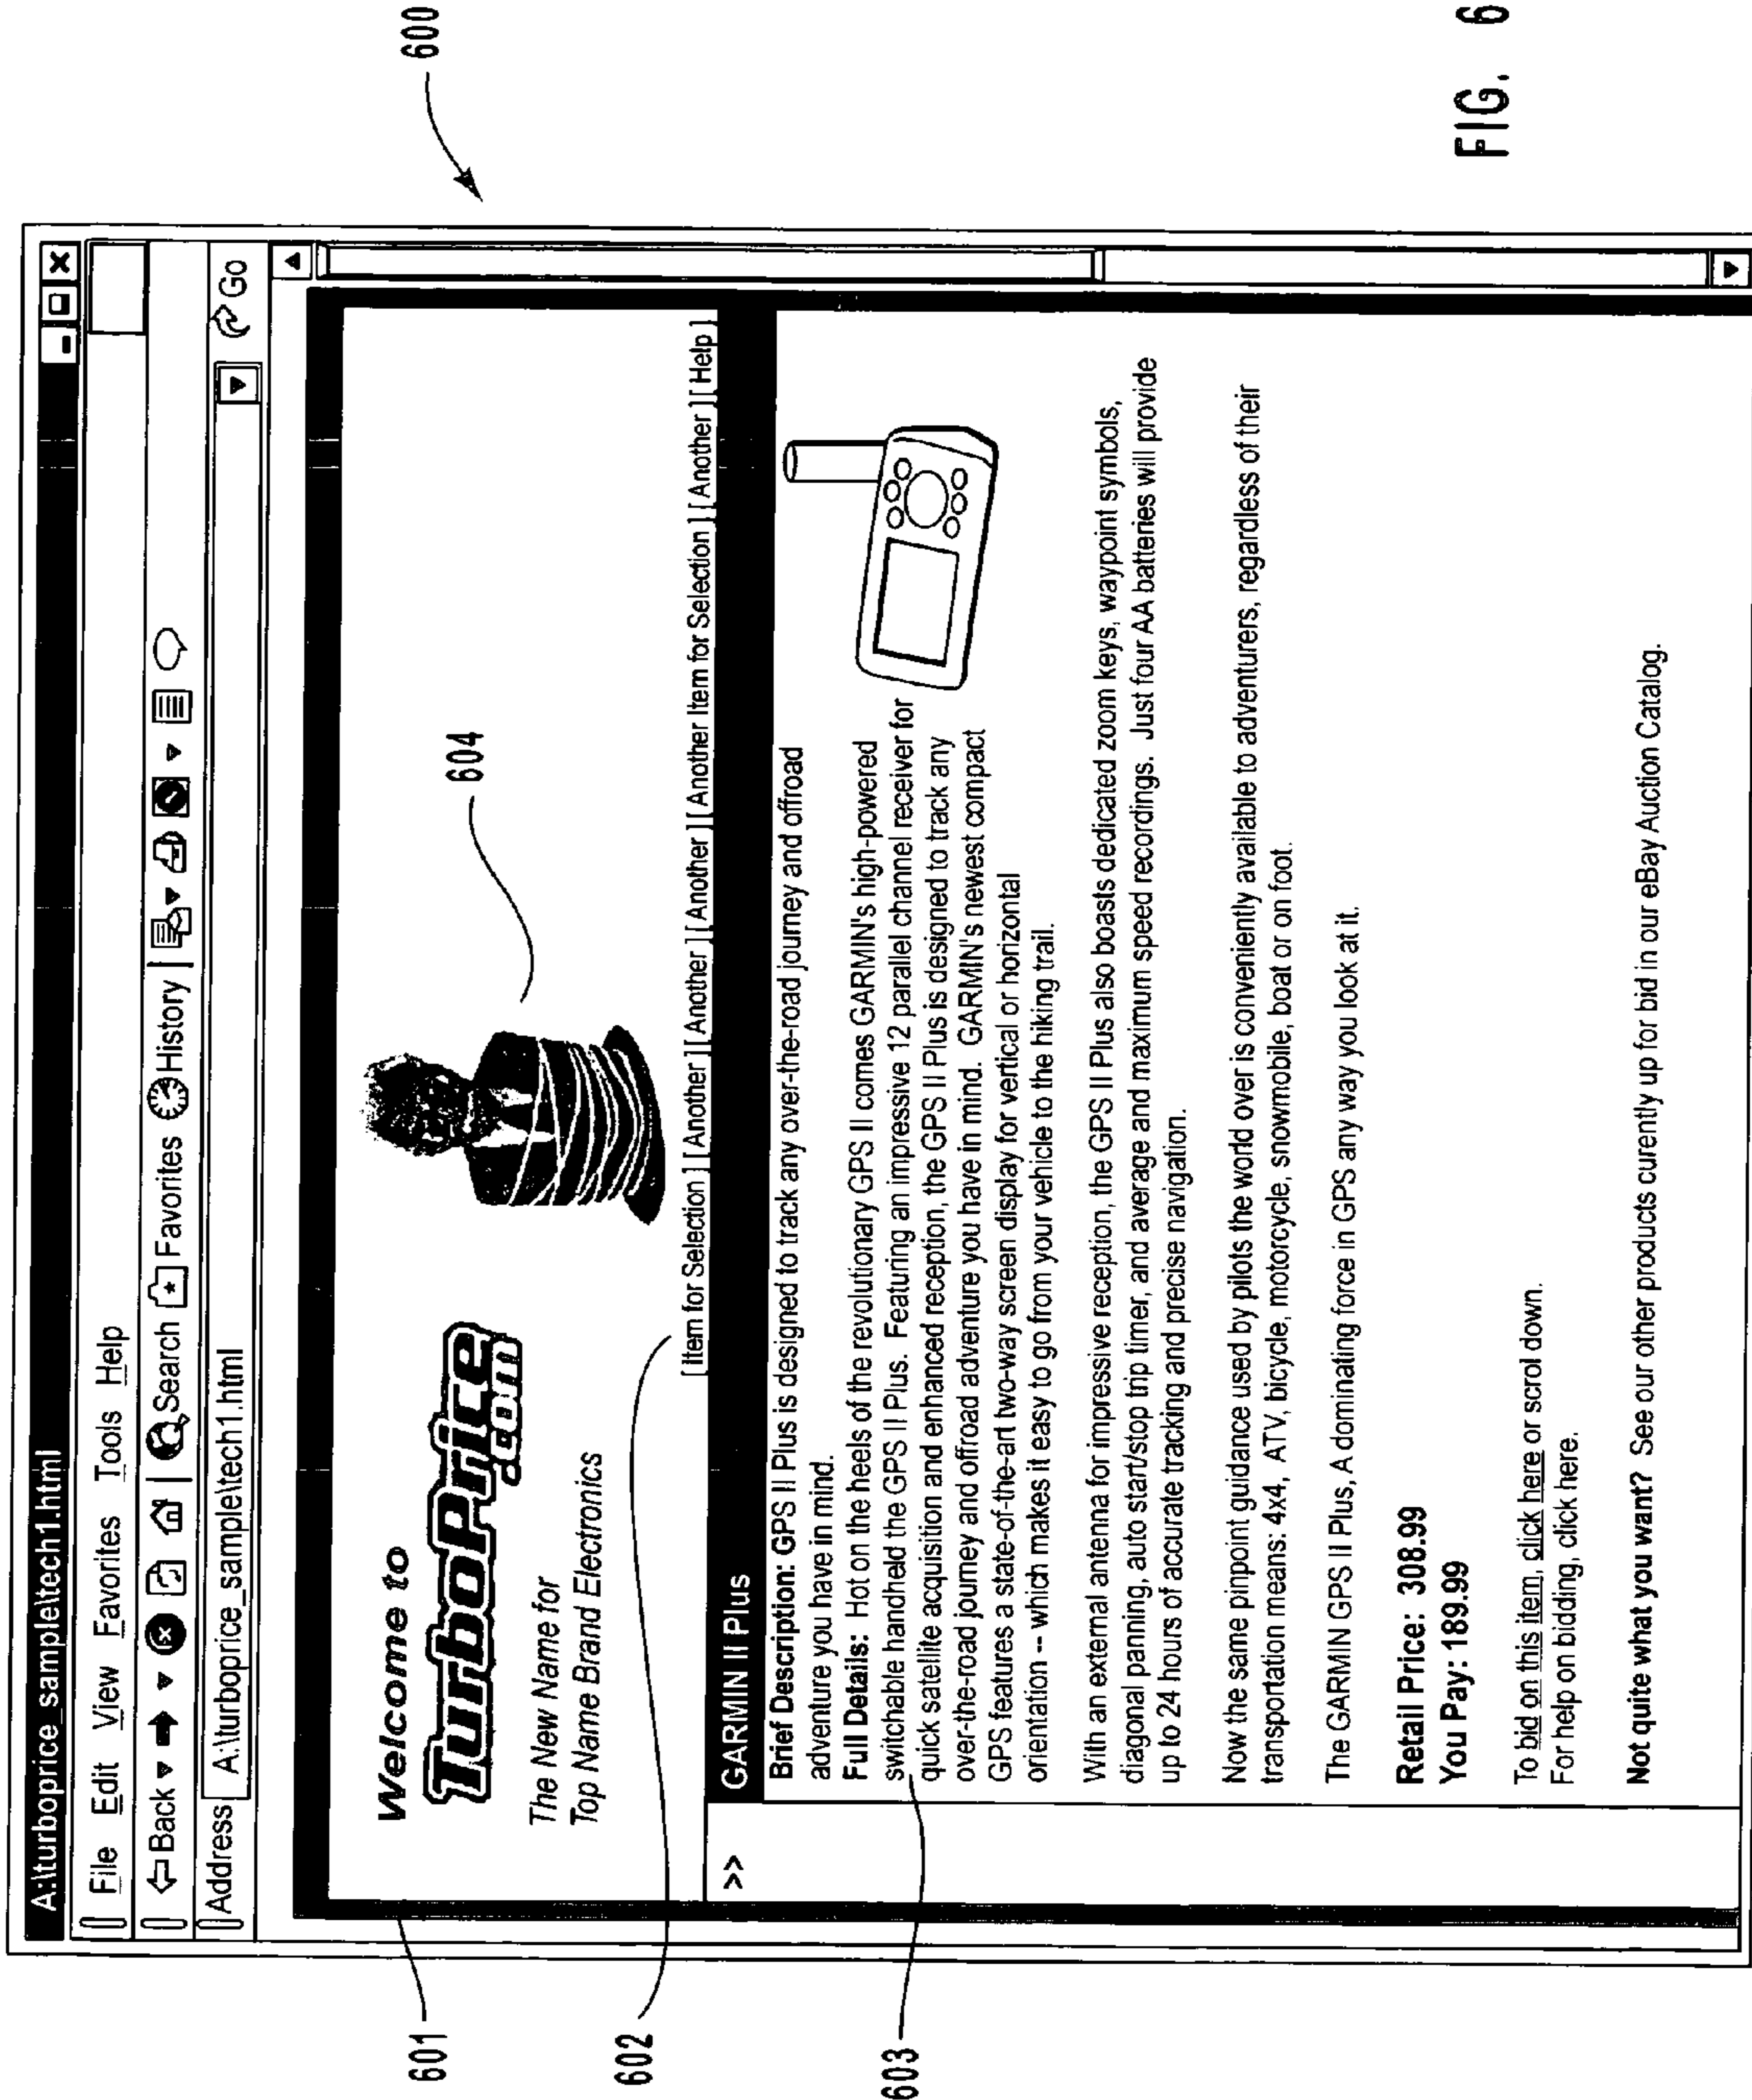 A:\turboprice_sample\tech1.html
File Edit View Favorites Tools Help
Back Search Favorites History
Address A:\turboprice_sample\tech1.html Go
600
601
Welcome to
TurboPrice
.com
The New Name for
Top Name Brand Electronics
604
602
[ Item for Selection ] [ Another ] [ Another ] [ Another ] [ Another Item for Selection ] [ Another ] [ Help ]
>> GARMIN II Plus
Brief Description: GPS II Plus is designed to track any over-the-road journey and offroad
adventure you have in mind.
Full Details: Hot on the heels of the revolutionary GPS II comes GARMIN's high-powered
switchable handheld the GPS II Plus. Featuring an impressive 12 parallel channel receiver for
603
quick satellite acquisition and enhanced reception, the GPS II Plus is designed to track any
over-the-road journey and offroad adventure you have in mind. GARMIN's newest compact
GPS features a state-of-the-art two-way screen display for vertical or horizontal
orientation -- which makes it easy to go from your vehicle to the hiking trail.
With an external antenna for impressive reception, the GPS II Plus also boasts dedicated zoom keys, waypoint symbols,
diagonal panning, auto start/stop trip timer, and average and maximum speed recordings. Just four AA batteries will provide
up to 24 hours of accurate tracking and precise navigation.
Now the same pinpoint guidance used by pilots the world over is conveniently available to adventurers, regardless of their
transportation means: 4x4, ATV, bicycle, motorcycle, snowmobile, boat or on foot.
The GARMIN GPS II Plus, A dominating force in GPS any way you look at it.
Retail Price: 308.99
You Pay: 189.99
To bid on this item, click here or scrol down.
For help on bidding, click here.
Not quite what you want? See our other products curently up for bid in our eBay Auction Catalog.
FIG. 6